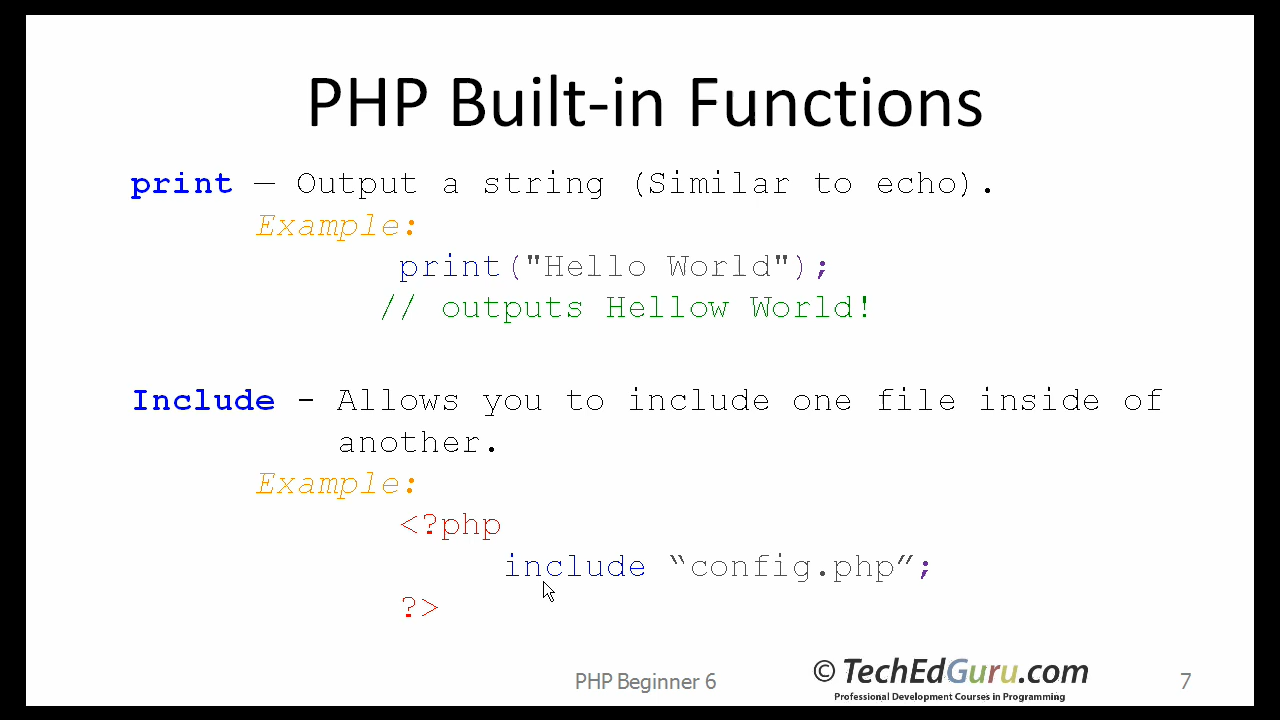 PHP Built-in Functions
print — Output a string (Similar to echo).
Example:
print("Hello World");
// outputs Hellow World!
Include - Allows you to include one file inside of
another.
Example:
<?php
include “config.php”;
?>
PHP Beginner 6
© TechEdGuru.com
Professional Development Courses in Programming
7